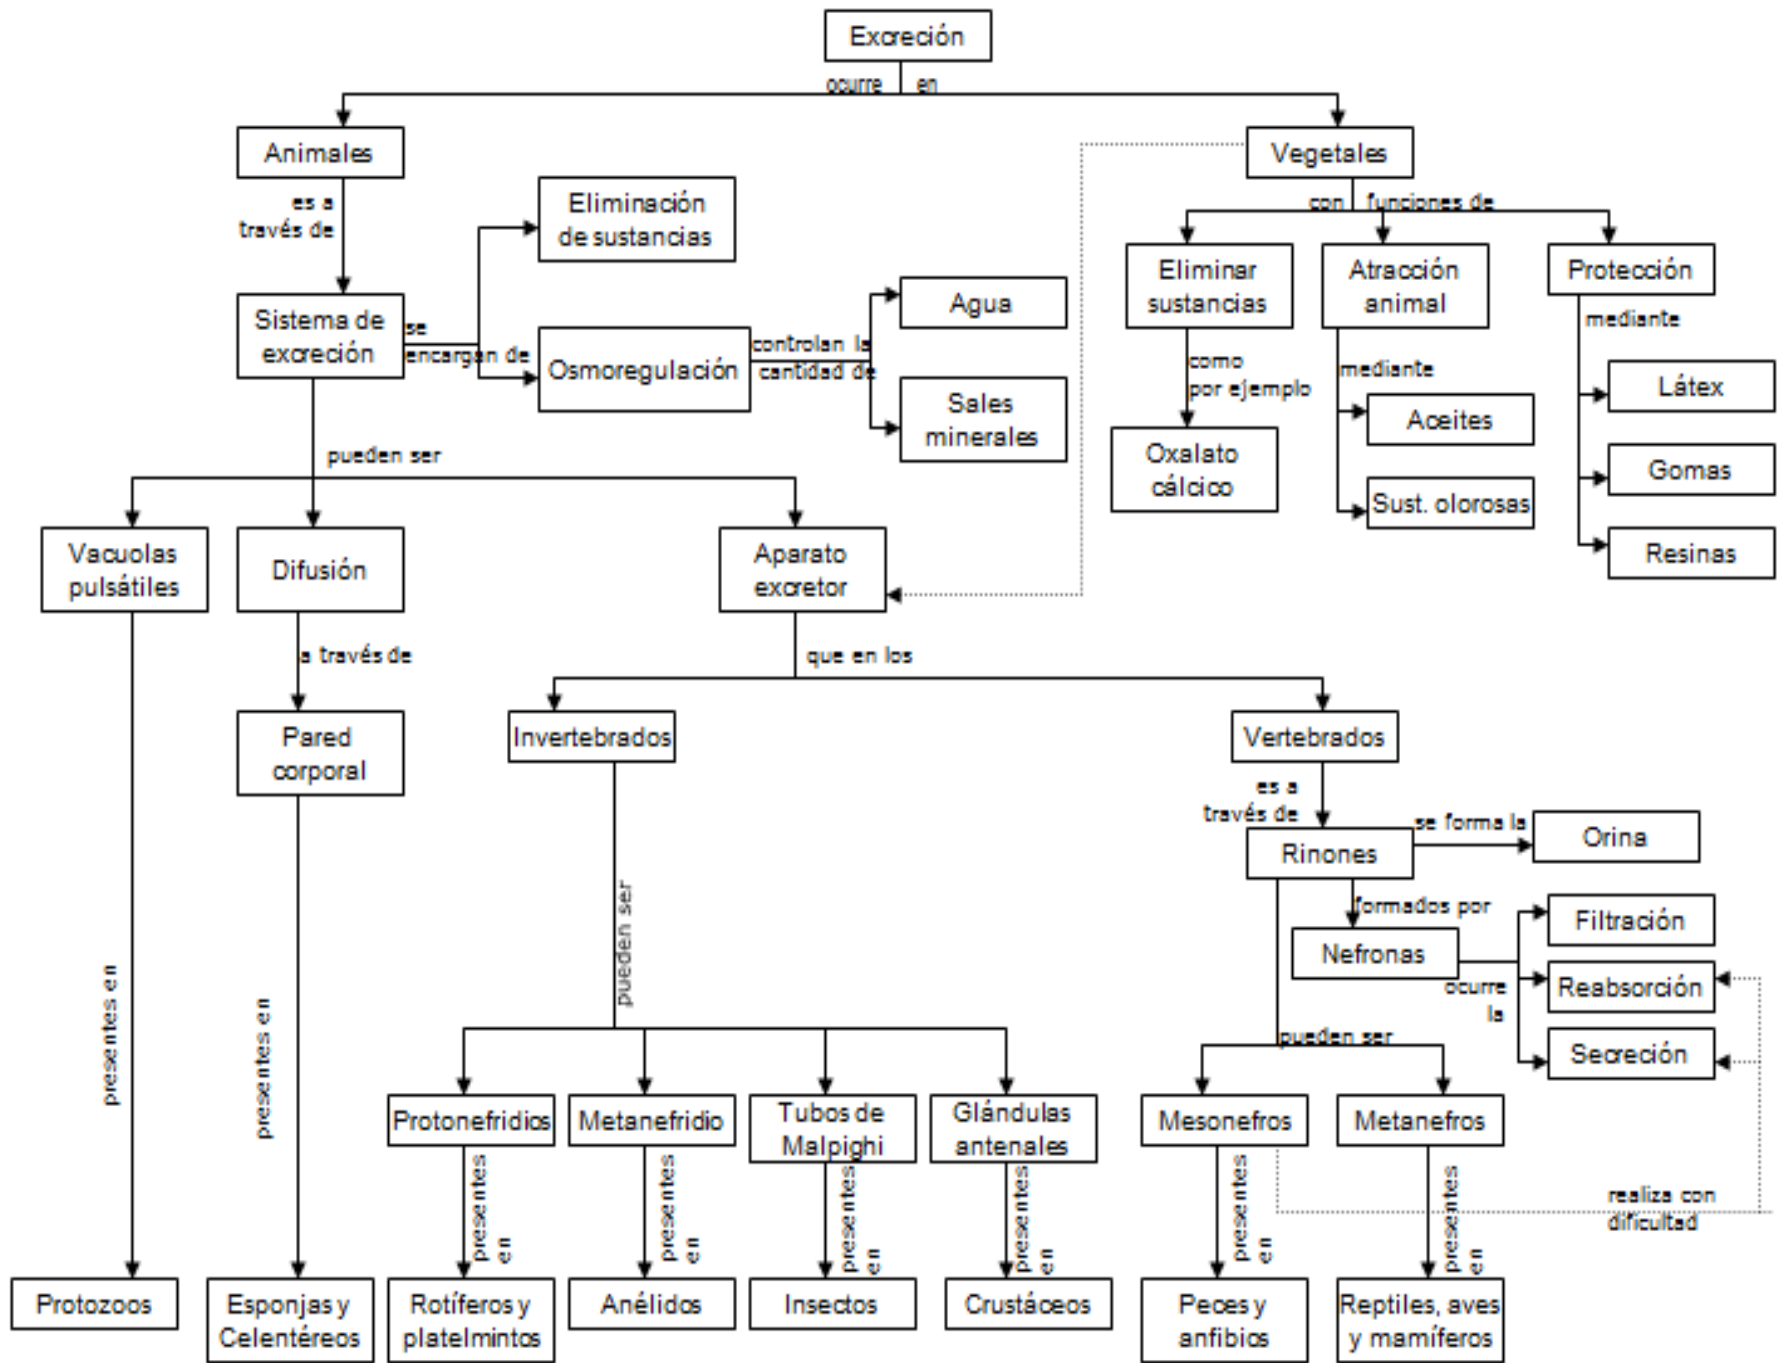 Excreción
ocurre en
Animales
Vegetales
es a
través de
Eliminación
de sustancias
con funciones de
Sistema de
excreción
se
encargan de
Osmoregulación
controlan la
cantidad de
Agua
Sales
minerales
Eliminar
sustancias
Atracción
animal
Protección
como
por ejemplo
mediante
mediante
Oxalato
cálcico
Aceites
Sust. olorosas
Látex
Gomas
Resinas
pueden ser
Vacuolas
pulsátiles
Difusión
Aparato
excretor
a través de
que en los
Pared
corporal
Invertebrados
Vertebrados
es a
través de
Rinones
se forma la
Orina
formados por
Nefronas
ocurre
la
Filtración
Reabsorción
Secreción
presentes en
presentes en
pueden ser
pueden ser
Protonefridios
Metanefridio
Tubos de
Malpighi
Glándulas
antenales
Mesonefros
Metanefros
presentes
en
presentes
en
presentes
en
presentes
en
presentes
en
presentes
en
realiza con
dificultad
Protozoos
Esponjas y
Celentéreos
Rotíferos y
platelmintos
Anélidos
Insectos
Crustáceos
Peces y
anfibios
Reptiles, aves
y mamíferos